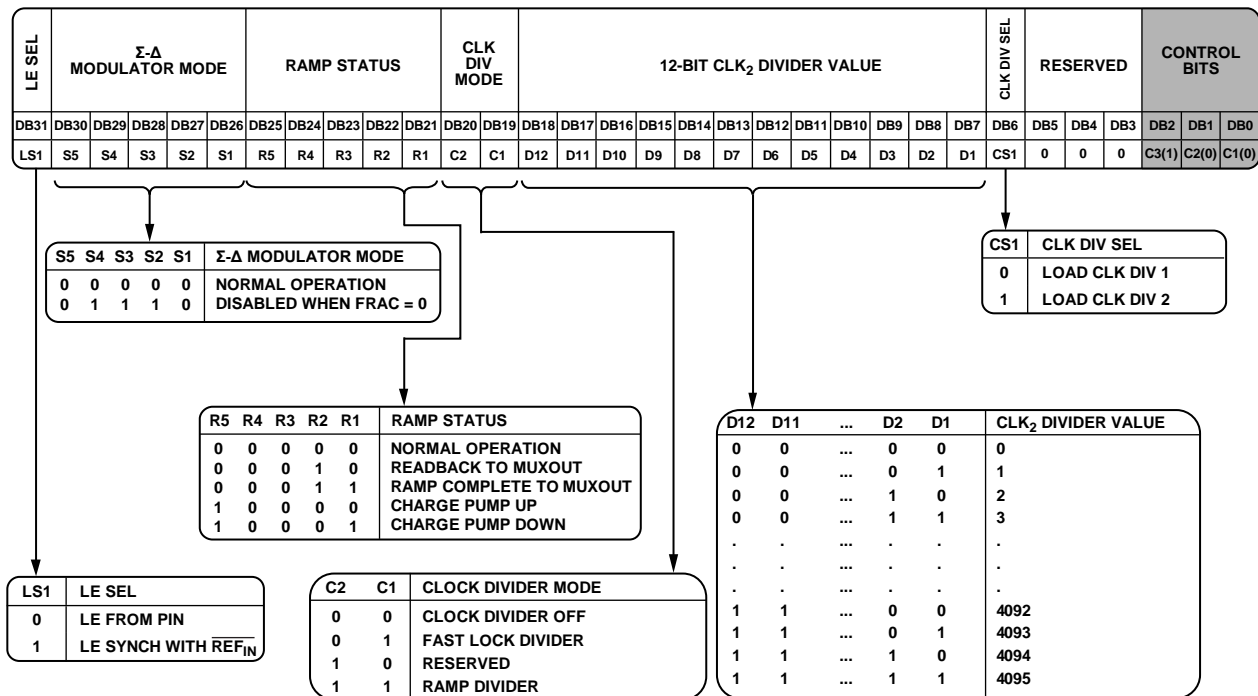 LE SEL
Σ-Δ
MODULATOR MODE
RAMP STATUS
CLK
DIV
MODE
12-BIT CLK2 DIVIDER VALUE
CLK DIV SEL
RESERVED
CONTROL
BITS
DB31 DB30 DB29 DB28 DB27 DB26 DB25 DB24 DB23 DB22 DB21 DB20 DB19 DB18 DB17 DB16 DB15 DB14 DB13 DB12 DB11 DB10 DB9 DB8 DB7 DB6 DB5 DB4 DB3 DB2 DB1 DB0
LS1 S5 S4 S3 S2 S1 R5 R4 R3 R2 R1 C2 C1 D12 D11 D10 D9 D8 D7 D6 D5 D4 D3 D2 D1 CS1 0 0 0 C3(1) C2(0) C1(0)
S5 S4 S3 S2 S1 Σ-Δ MODULATOR MODE
0 0 0 0 0 NORMAL OPERATION
0 1 1 1 0 DISABLED WHEN FRAC = 0
CS1 CLK DIV SEL
0 LOAD CLK DIV 1
1 LOAD CLK DIV 2
R5 R4 R3 R2 R1 RAMP STATUS
0 0 0 0 0 NORMAL OPERATION
0 0 0 1 0 READBACK TO MUXOUT
0 0 0 1 1 RAMP COMPLETE TO MUXOUT
1 0 0 0 0 CHARGE PUMP UP
1 0 0 0 1 CHARGE PUMP DOWN
D12 D11 ... D2 D1 CLK2 DIVIDER VALUE
0 0 ... 0 0 0
0 0 ... 0 1 1
0 0 ... 1 0 2
0 0 ... 1 1 3
. . ... . . .
. . ... . . .
. . ... . . .
1 1 ... 0 0 4092
1 1 ... 0 1 4093
1 1 ... 1 0 4094
1 1 ... 1 1 4095
LS1 LE SEL
0 LE FROM PIN
1 LE SYNCH WITH REFIN
C2 C1 CLOCK DIVIDER MODE
0 0 CLOCK DIVIDER OFF
0 1 FAST LOCK DIVIDER
1 0 RESERVED
1 1 RAMP DIVIDER